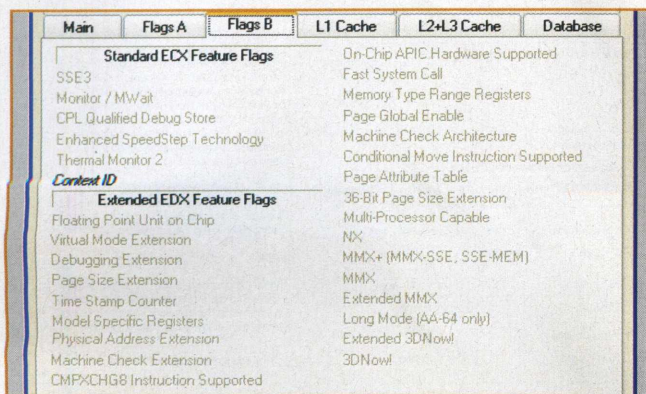 Main Flags A Flags B L1 Cache L2+L3 Cache Database
Standard ECX Feature Flags
SSE3
Monitor / MWait
CPL Qualified Debug Store
Enhanced SpeedStep Technology
Thermal Monitor 2
Context ID
Extended EDX Feature Flags
Floating Point Unit on Chip
Virtual Mode Extension
Debugging Extension
Page Size Extension
Time Stamp Counter
Model Specific Registers
Physical Address Extension
Machine Check Extension
CMPXCHG8 Instruction Supported
On-Chip APIC Hardware Supported
Fast System Call
Memory Type Range Registers
Page Global Enable
Machine Check Architecture
Conditional Move Instruction Supported
Page Attribute Table
36-Bit Page Size Extension
Multi-Processor Capable
NX
MMX+ (MMX-SSE, SSE-MEM)
MMX
Extended MMX
Long Mode (AA-64 only)
Extended 3DNow!
3DNow!